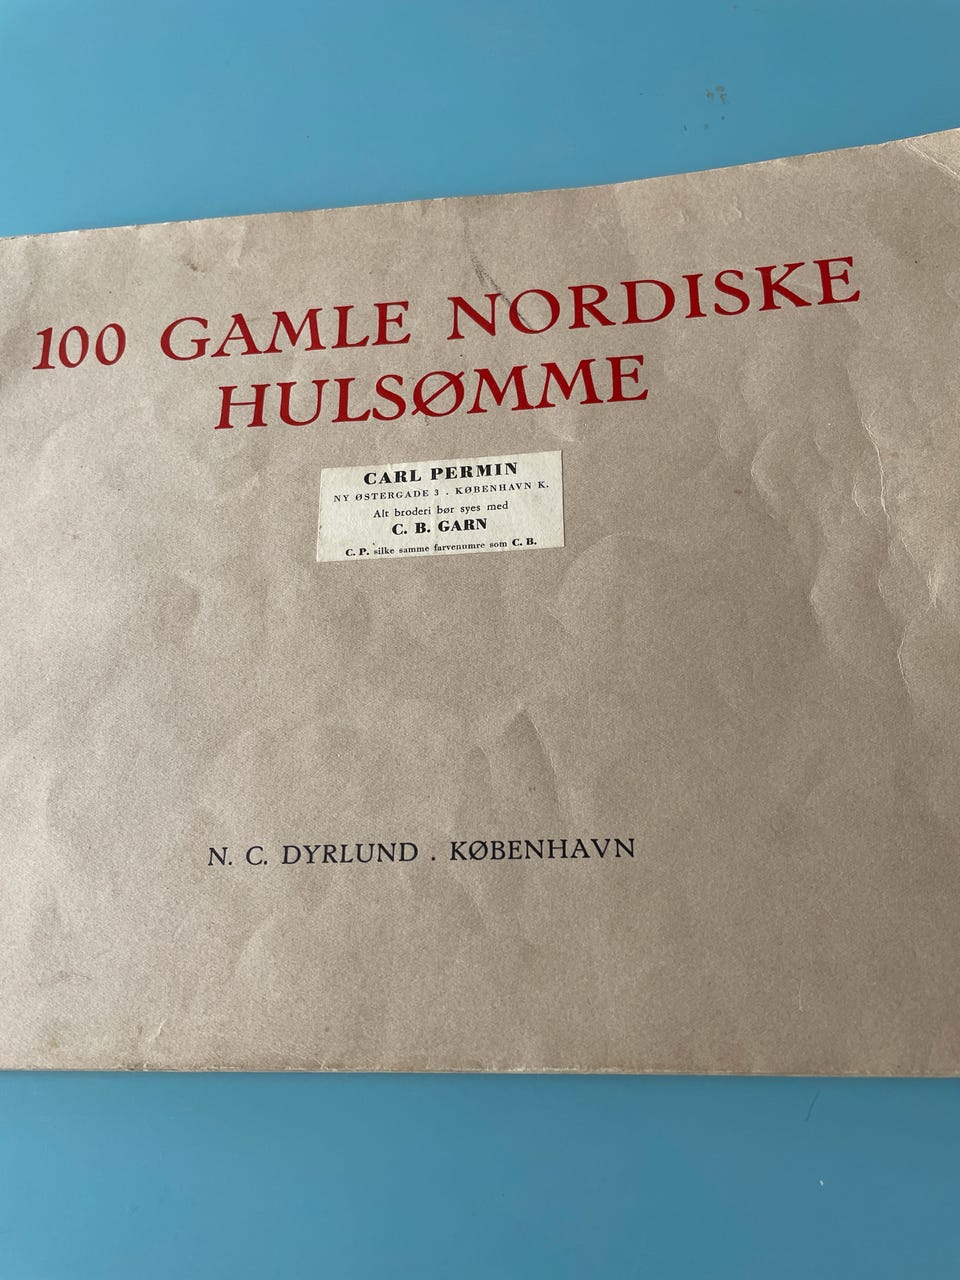 100 GAMLE NORDISKE
HULSØMME
CARL PERMIN
NY ØSTERGADE 3 . KØBENHAVN K.
Alt broderi bør syes med
C. B. GARN
C. P. silke samme farvenumre som C. B.
N. C. DYRLUND . KØBENHAVN